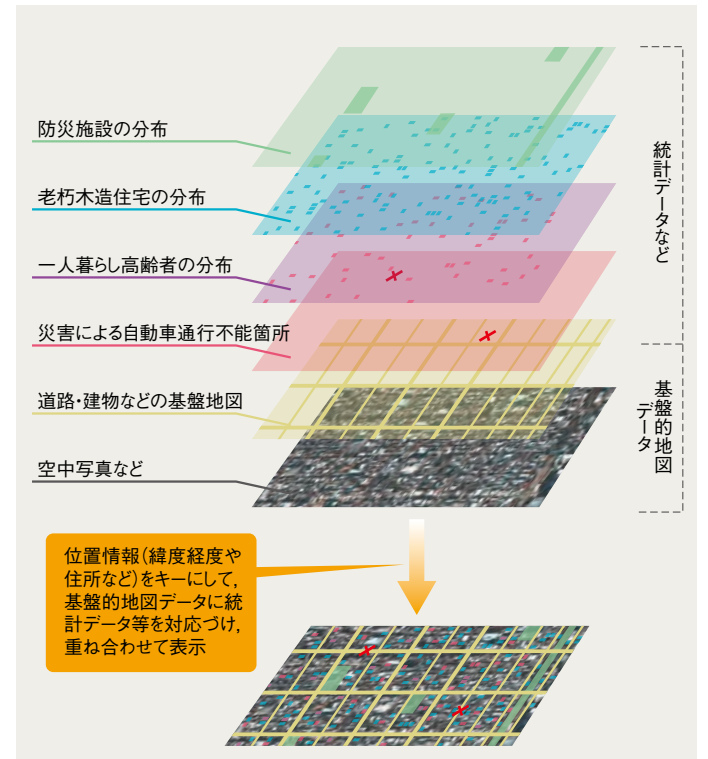 防災施設の分布
老朽木造住宅の分布
一人暮らし高齢者の分布
災害による自動車通行不能箇所
道路・建物などの基盤地図
空中写真など
統計データなど
基盤的地図
データ
位置情報(緯度経度や
住所など)をキーにして,
基盤的地図データに統
計データ等を対応づけ,
重ね合わせて表示